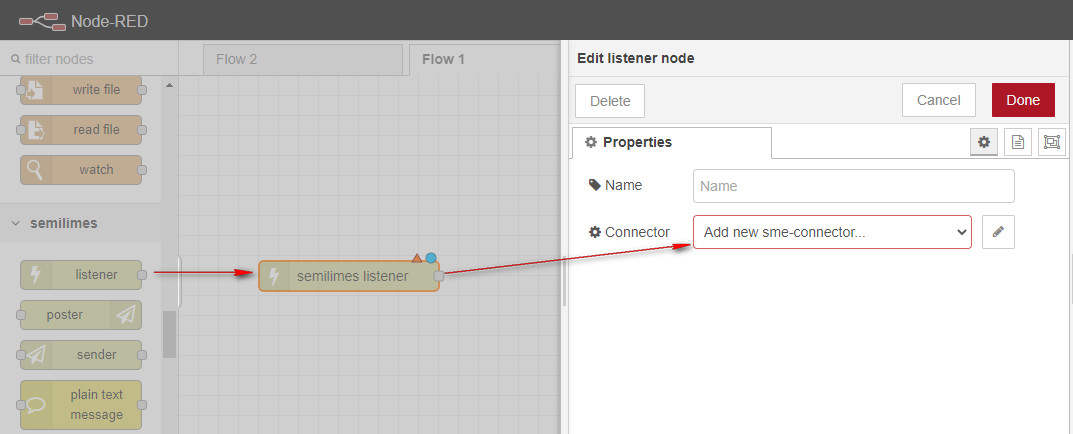 Node-RED
filter nodes
write file
read file
watch
semilimes
listener
poster
sender
plain text
message
Flow 2
Flow 1
semilimes listener
Edit listener node
Delete
Cancel
Done
Properties
Name
Name
Connector
Add new sme-connector...